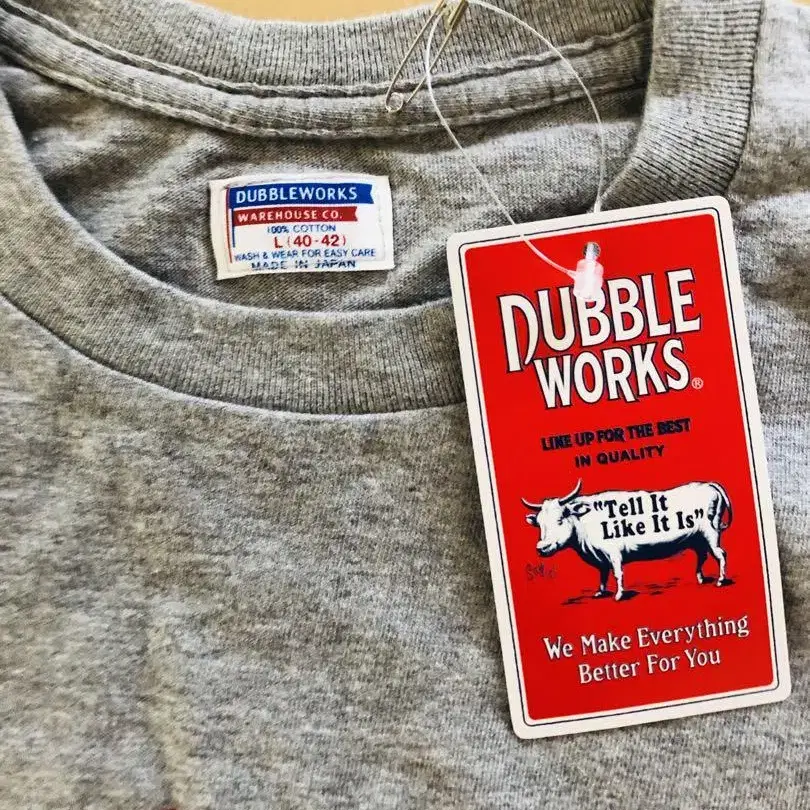 DUBBLEWORKS
WAREHOUSE CO.
100% COTTON
L (40-42)
WASH & WEAR FOR EASY CARE
MADE IN JAPAN
DUBBLE
WORKS®
LINE UP FOR THE BEST
IN QUALITY
"Tell It
Like It Is"
We Make Everything
Better For You